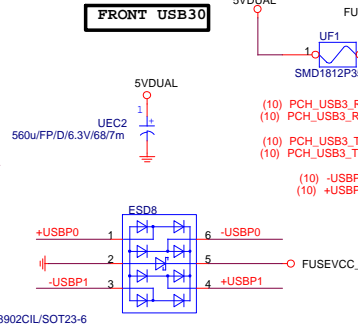 5VDUAL
FRONT USB30
FU
UF1
1
SMD1812P3
5VDUAL
1
+
UEC2
560u/FP/D/6.3V/68/7m
(10) PCH_USB3_R
(10) PCH_USB3_R
(10) PCH_USB3_T
(10) PCH_USB3_T
(10) -USBP
(10) +USBP
ESD8
+USBP0 1 6 -USBP0
2 5 FUSEVCC_
-USBP1 3 4 +USBP1
3902CIL/SOT23-6